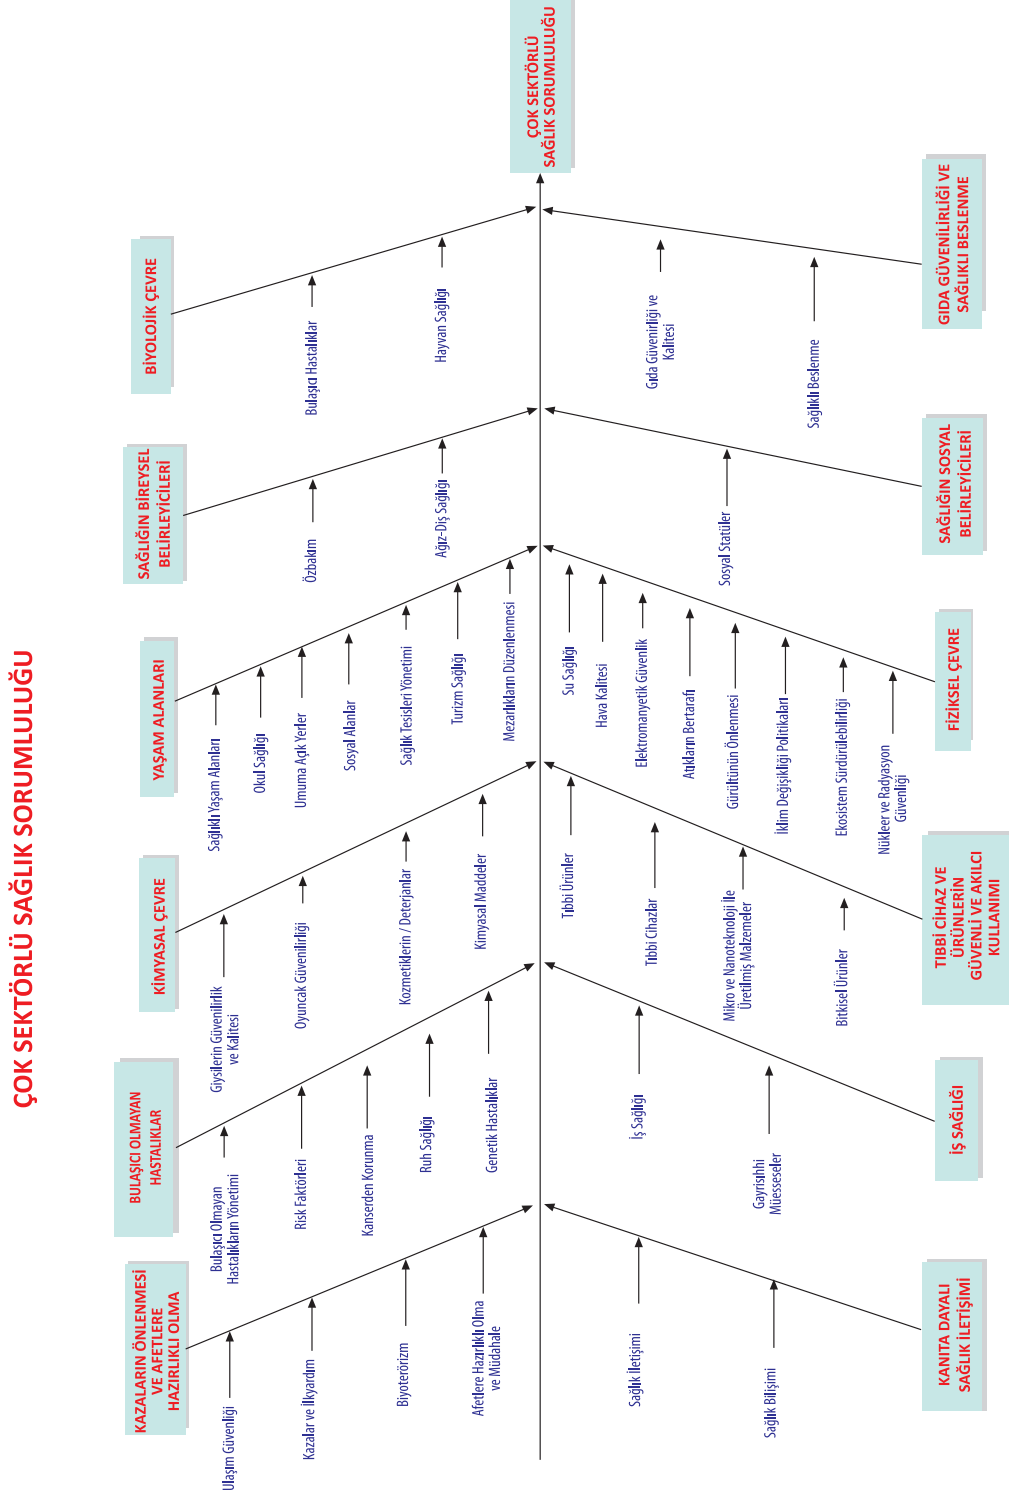 ÇOK SEKTÖRLÜ SAĞLIK SORUMLULUĞU
KAZALARIN ÖNLENMESİ
VE AFETLERE
HAZIRLIKLI OLMA
Ulaşım Güvenliği
Kazalar ve İlkyardım
Biyoterörizm
Afetlere Hazırlıklı Olma
ve Müdahale
BULAŞICI OLMAYAN
HASTALIKLAR
Bulaşıcı Olmayan
Hastalıkların Yönetimi
Risk Faktörleri
Kanserden Korunma
Ruh Sağlığı
Genetik Hastalıklar
KİMYASAL ÇEVRE
Giysilerin Güvenilirlik
ve Kalitesi
Oyuncak Güvenilirliği
Kozmetiklerin / Deterjanlar
Kimyasal Maddeler
YAŞAM ALANLARI
Sağlıklı Yaşam Alanları
Okul Sağlığı
Umuma Açık Yerler
Sosyal Alanlar
Sağlık Tesisleri Yönetimi
Turizm Sağlığı
Mezarlıkların Düzenlenmesi
SAĞLIĞIN BİREYSEL
BELİRLEYİCİLERİ
Özbakım
Ağız-Diş Sağlığı
BİYOLOJİK ÇEVRE
Bulaşıcı Hastalıklar
Hayvan Sağlığı
ÇOK SEKTÖRLÜ
SAĞLIK SORUMLULUĞU
KANITA DAYALI
SAĞLIK İLETİŞİMİ
Sağlık İletişimi
Sağlık Bilişimi
İŞ SAĞLIĞI
İş Sağlığı
Gayrisıhhi
Müesseseler
TIBBİ CİHAZ VE
ÜRÜNLERİN
GÜVENLİ VE AKILCI
KULLANIMI
Tıbbi Ürünler
Tıbbi Cihazlar
Mikro ve Nanoteknoloji İle
Üretilmiş Malzemeler
Bitkisel Ürünler
FİZİKSEL ÇEVRE
Su Sağlığı
Hava Kalitesi
Elektromanyetik Güvenlik
Atıkların Bertarafı
Gürültünün Önlenmesi
İklim Değişikliği Politikaları
Ekosistem Sürdürülebilirliği
Nükleer ve Radyasyon
Güvenliği
SAĞLIĞIN SOSYAL
BELİRLEYİCİLERİ
Sosyal Statüler
GIDA GÜVENİLİRLİĞİ VE
SAĞLIKLI BESLENME
Gıda Güvenirliği ve
Kalitesi
Sağlıklı Beslenme